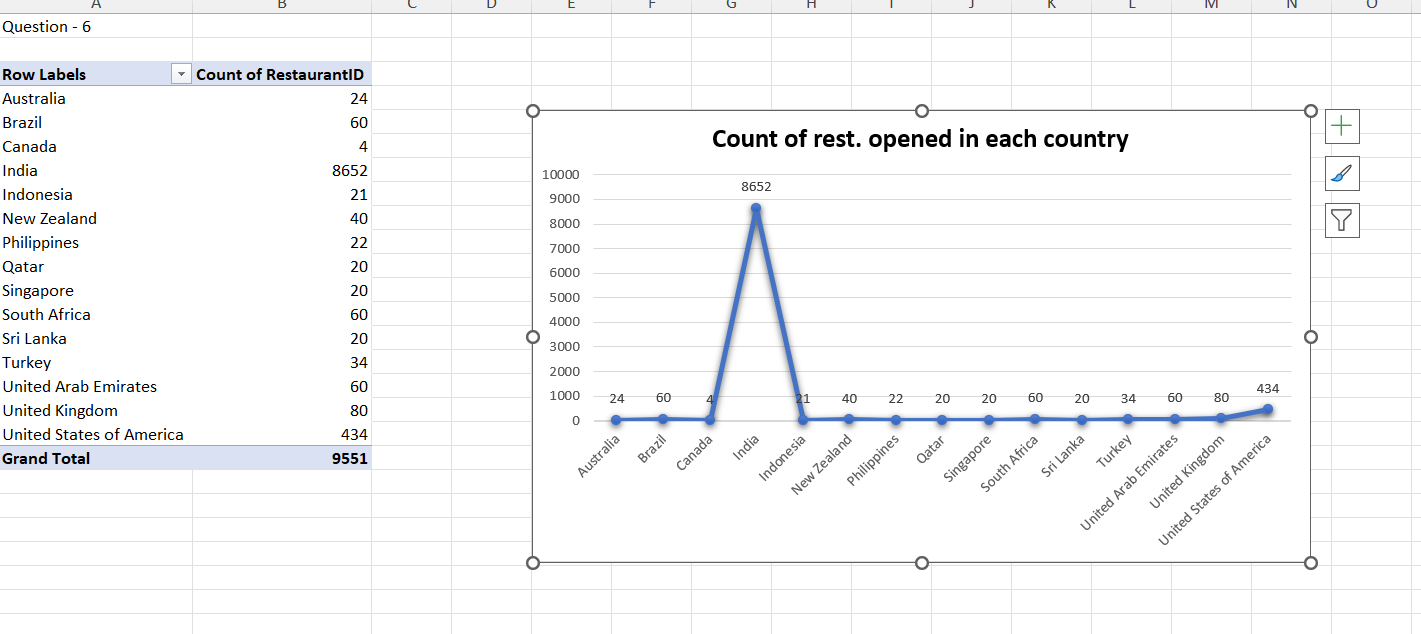 A B C D E F G H I J K L M N O
Question - 6
Row Labels Count of RestaurantID
Australia 24
Brazil 60
Canada 4
India 8652
Indonesia 21
New Zealand 40
Philippines 22
Qatar 20
Singapore 20
South Africa 60
Sri Lanka 20
Turkey 34
United Arab Emirates 60
United Kingdom 80
United States of America 434
Grand Total 9551
Count of rest. opened in each country
10000
9000
8000
7000
6000
5000
4000
3000
2000
1000
0
24 60 4 8652 21 40 22 20 20 60 20 34 60 80 434
Australia
Brazil
Canada
India
Indonesia
New Zealand
Philippines
Qatar
Singapore
South Africa
Sri Lanka
Turkey
United Arab Emirates
United Kingdom
United States of America